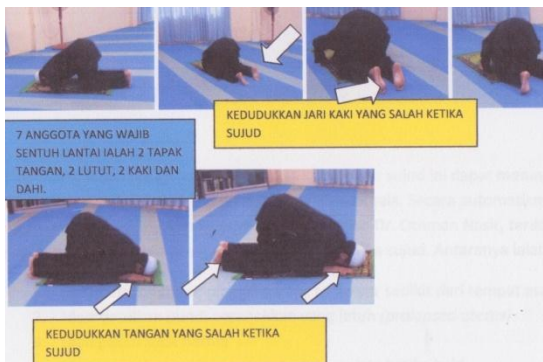 KEDUDUKKAN JARI KAKI YANG SALAH KETIKA
SUJUD
7 ANGGOTA YANG WAJIB
SENTUH LANTAI IALAH 2 TAPAK
TANGAN, 2 LUTUT, 2 KAKI DAN
DAHI.
KEDUDUKKAN TANGAN YANG SALAH KETIKA
SUJUD